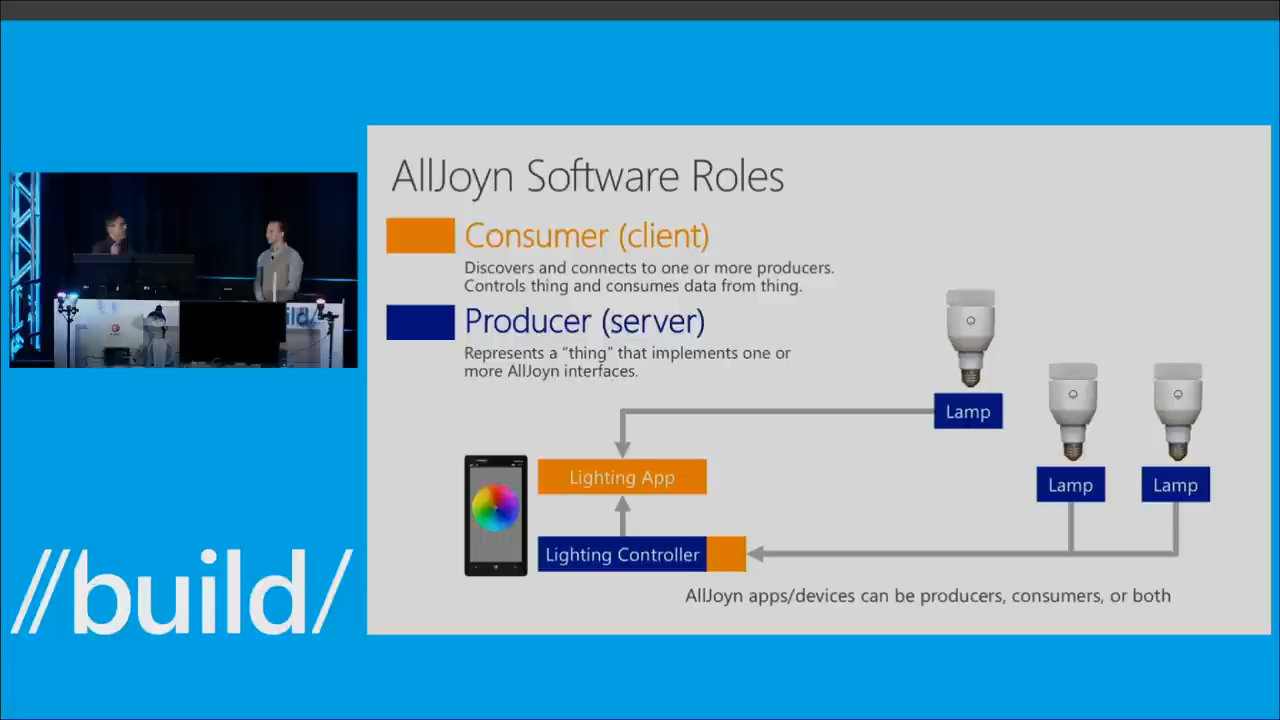 AllJoyn Software Roles
Consumer (client)
Discovers and connects to one or more producers.
Controls thing and consumes data from thing.
Producer (server)
Represents a “thing” that implements one or
more AllJoyn interfaces.
Lamp
Lighting App
Lamp
Lamp
Lighting Controller
AllJoyn apps/devices can be producers, consumers, or both
//build/